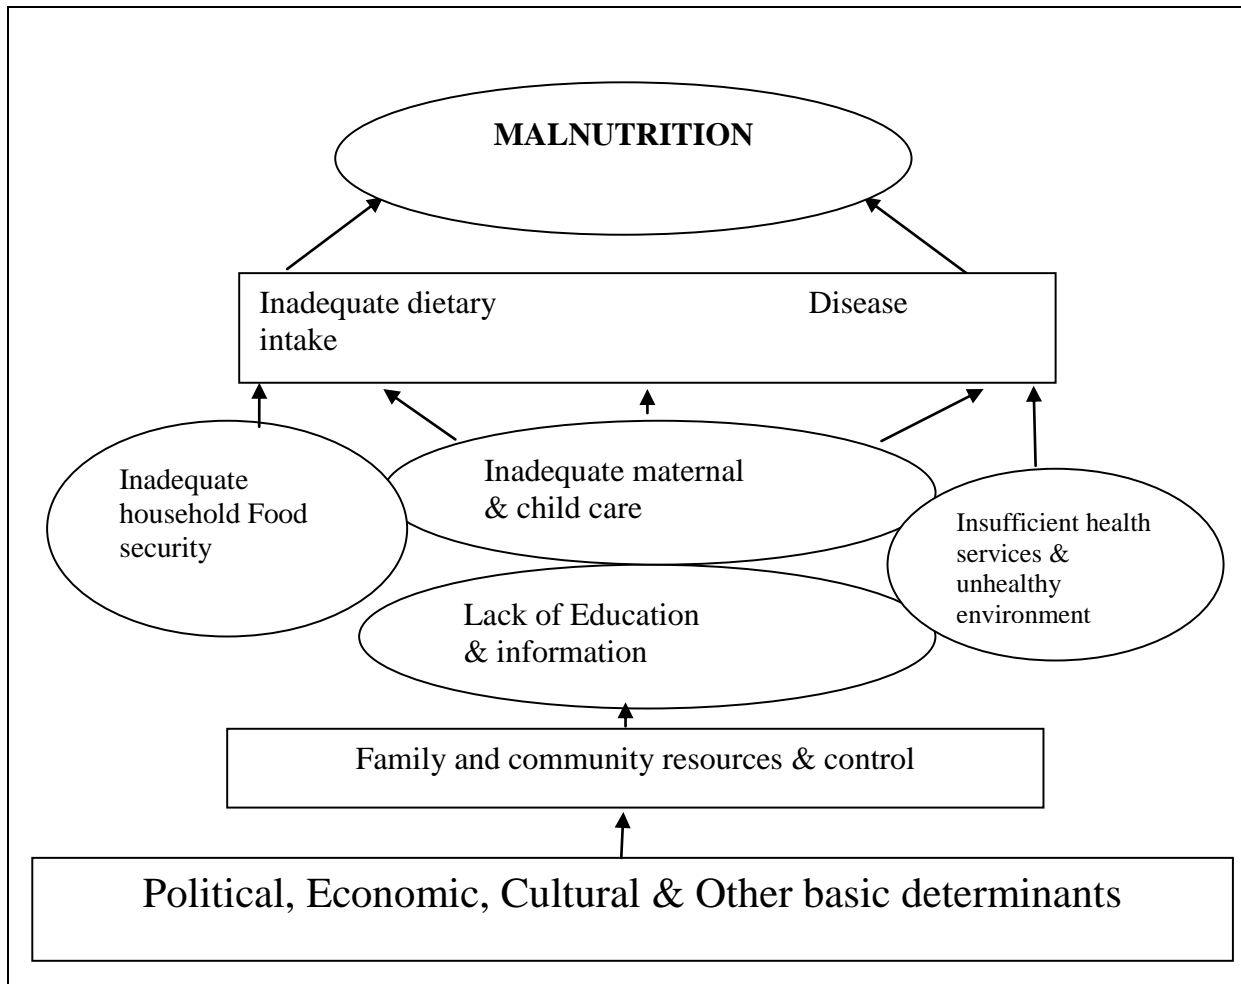 MALNUTRITION
Inadequate dietary
intake
Disease
Inadequate
household Food
security
Inadequate maternal
& child care
Insufficient health
services &
unhealthy
environment
Lack of Education
& information
Family and community resources & control
Political, Economic, Cultural & Other basic determinants